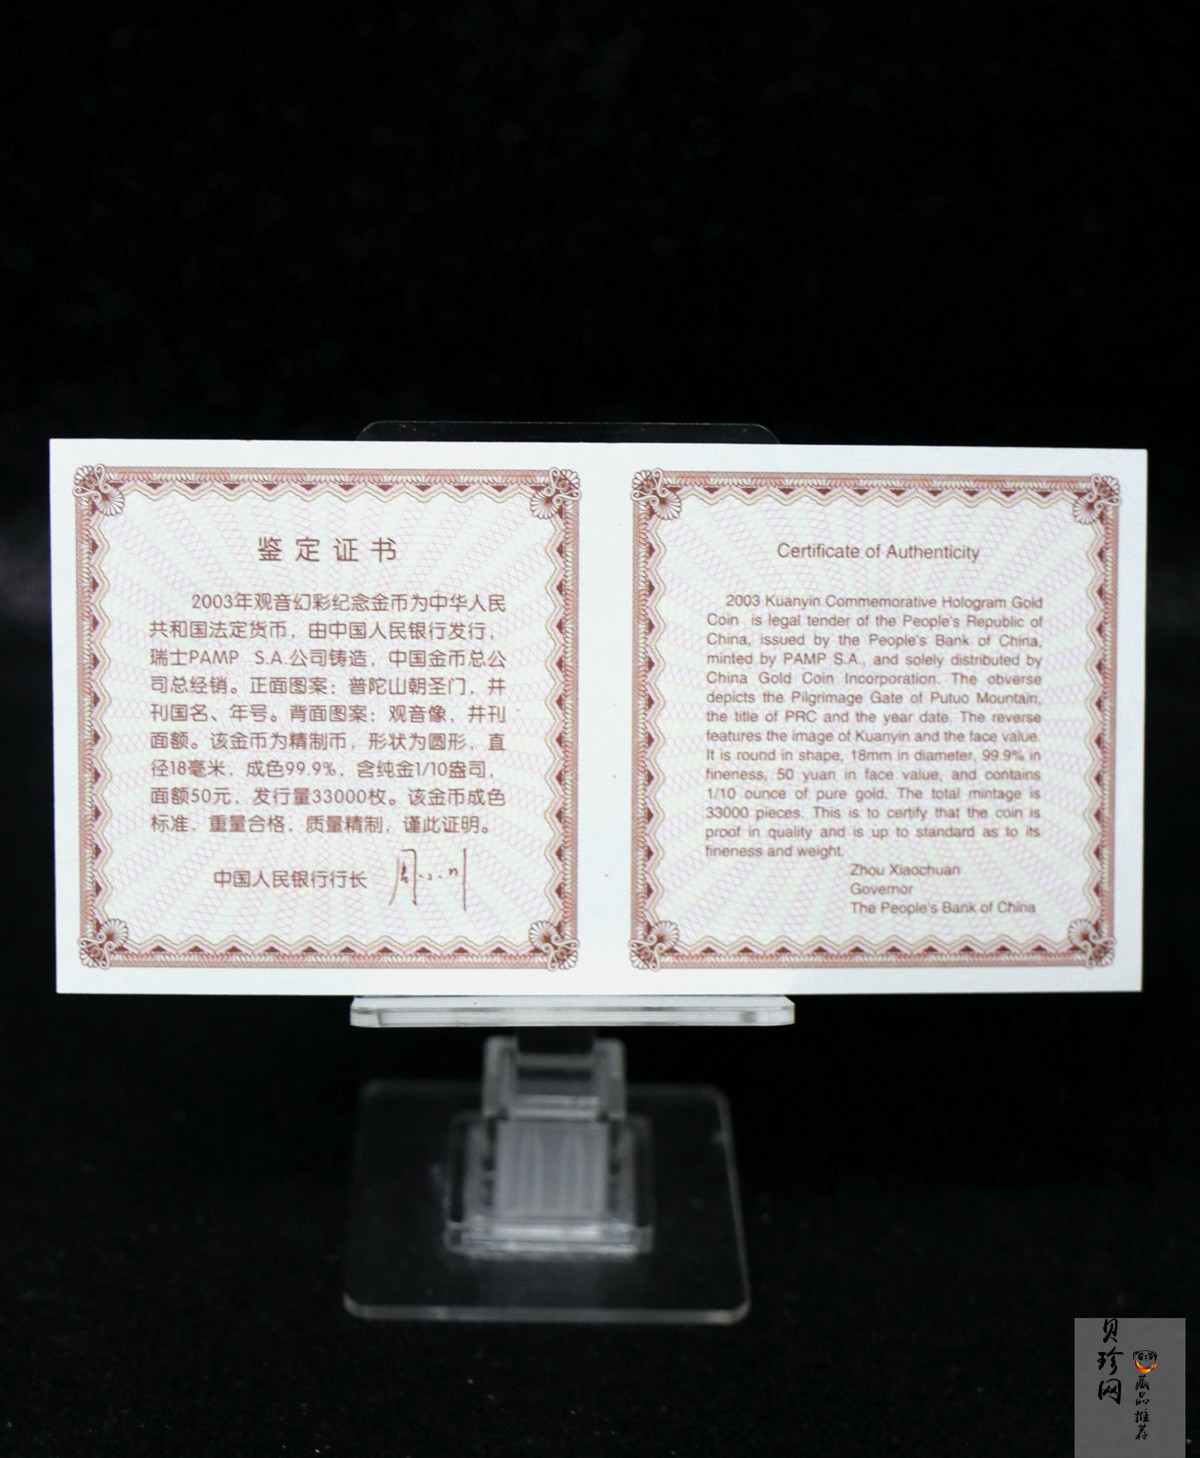 鉴定证书
2003年观音幻彩纪念金币为中华人民
共和国法定货币，由中国人民银行发行，
瑞士PAMP S.A.公司铸造，中国金币总公
司总经销。正面图案：普陀山朝圣门，并
刊国名、年号。背面图案：观音像，并刊
面额。该金币为精制币，形状为圆形，直
径18毫米，成色99.9%，含纯金1/10盎司，
面额50元，发行量33000枚。该金币成色
标准，重量合格，质量精制，谨此证明。
中国人民银行行长 周小川
Certificate of Authenticity
2003 Kuanyin Commemorative Hologram Gold
Coin is legal tender of the People's Republic of
China, issued by the People's Bank of China,
minted by PAMP S.A., and solely distributed by
China Gold Coin Incorporation. The obverse
depicts the Pilgrimage Gate of Putuo Mountain,
the title of PRC and the year date. The reverse
features the image of Kuanyin and the face value.
It is round in shape, 18mm in diameter, 99.9% in
fineness, 50 yuan in face value, and contains
1/10 ounce of pure gold. The total mintage is
33000 pieces. This is to certify that the coin is
proof in quality and is up to standard as to its
fineness and weight.
Zhou Xiaochuan
Governor
The People's Bank of China
贝珍网
藏品推荐